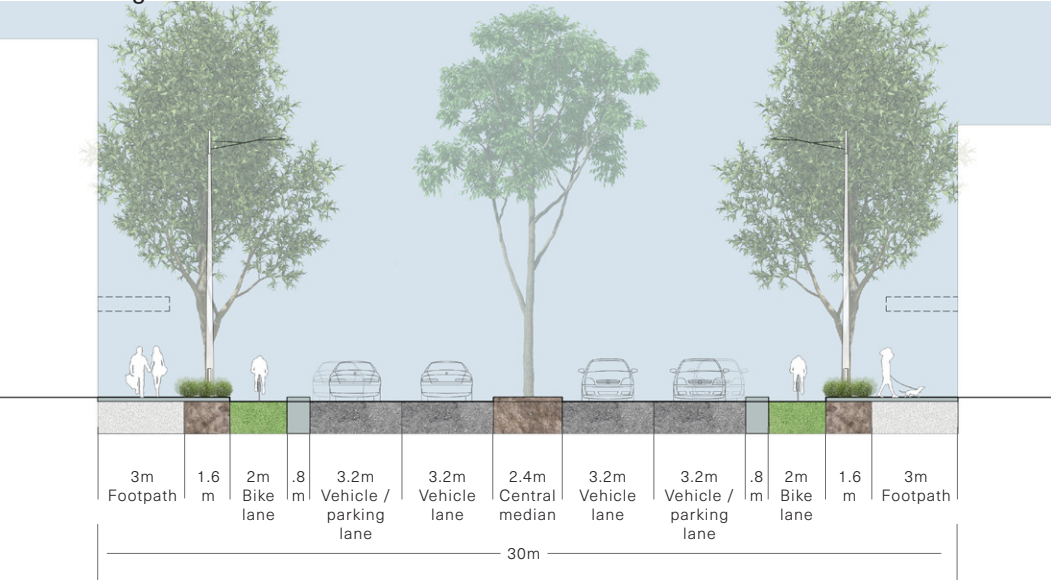 3m
Footpath
1.6
m
2m
Bike
lane
.8
m
3.2m
Vehicle /
parking
lane
3.2m
Vehicle
lane
2.4m
Central
median
3.2m
Vehicle
lane
3.2m
Vehicle /
parking
lane
.8
m
2m
Bike
lane
1.6
m
3m
Footpath
30m